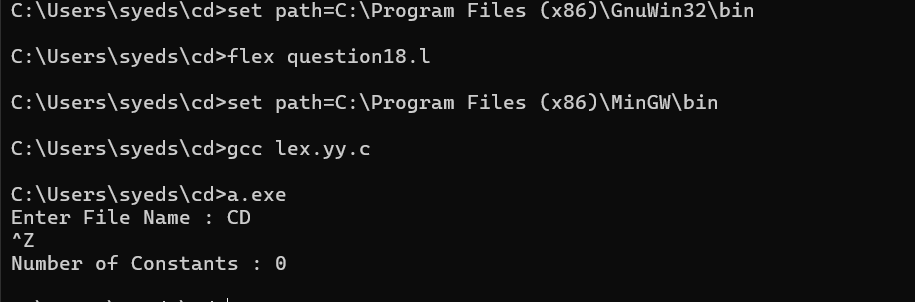 C:\Users\syeds\cd>set path=C:\Program Files (x86)\GnuWin32\bin
C:\Users\syeds\cd>flex question18.l
C:\Users\syeds\cd>set path=C:\Program Files (x86)\MinGW\bin
C:\Users\syeds\cd>gcc lex.yy.c
C:\Users\syeds\cd>a.exe
Enter File Name : CD
^Z
Number of Constants : 0